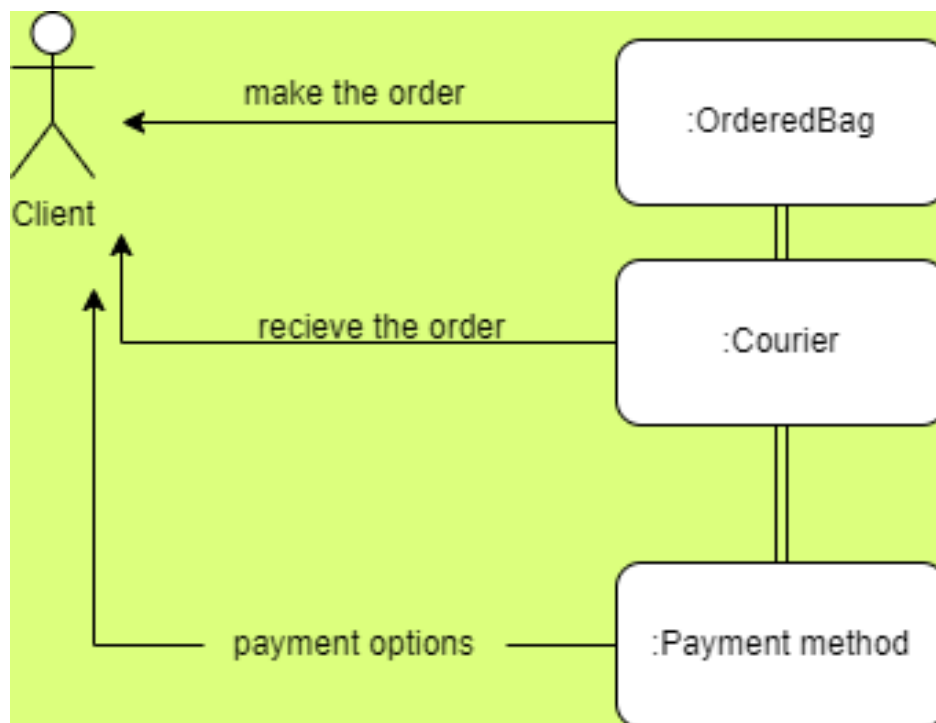 make the order
:OrderedBag
Client
recieve the order
:Courier
payment options
:Payment method